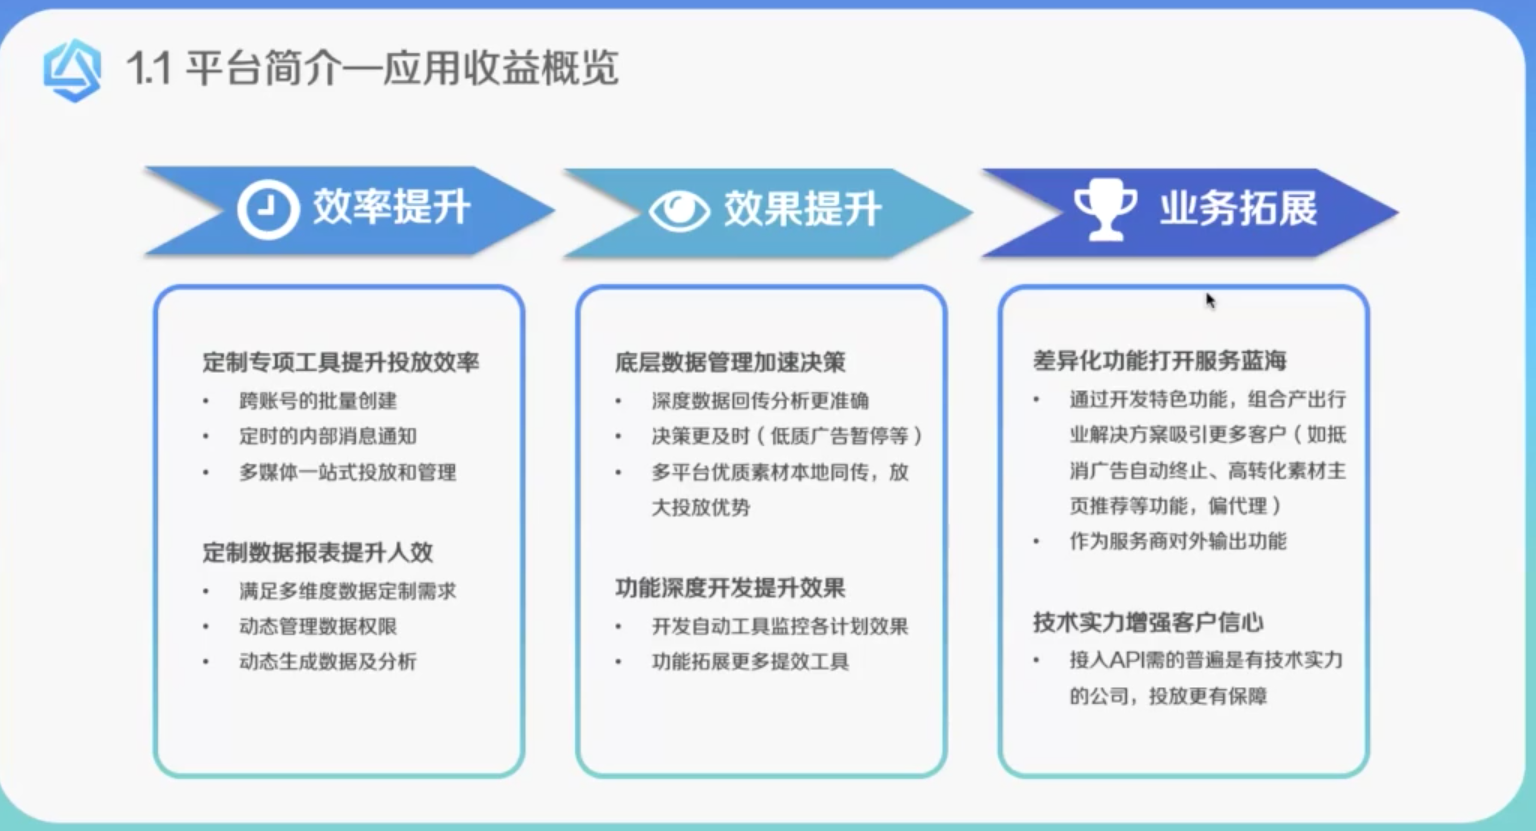 1.1 平台简介—应用收益概览
效率提升
定制专项工具提升投放效率
• 跨账号的批量创建
• 定时的内部消息通知
• 多媒体一站式投放和管理
定制数据报表提升人效
• 满足多维度数据定制需求
• 动态管理数据权限
• 动态生成数据及分析
效果提升
底层数据管理加速决策
• 深度数据回传分析更准确
• 决策更及时（低质广告暂停等）
• 多平台优质素材本地同传，放
大投放优势
功能深度开发提升效果
• 开发自动工具监控各计划效果
• 功能拓展更多提效工具
业务拓展
差异化功能打开服务蓝海
• 通过开发特色功能，组合产出行
业解决方案吸引更多客户（如抵
消广告自动终止、高转化素材主
页推荐等功能，偏代理）
• 作为服务商对外输出功能
技术实力增强客户信心
• 接入API需的普遍是有技术实力
的公司，投放更有保障